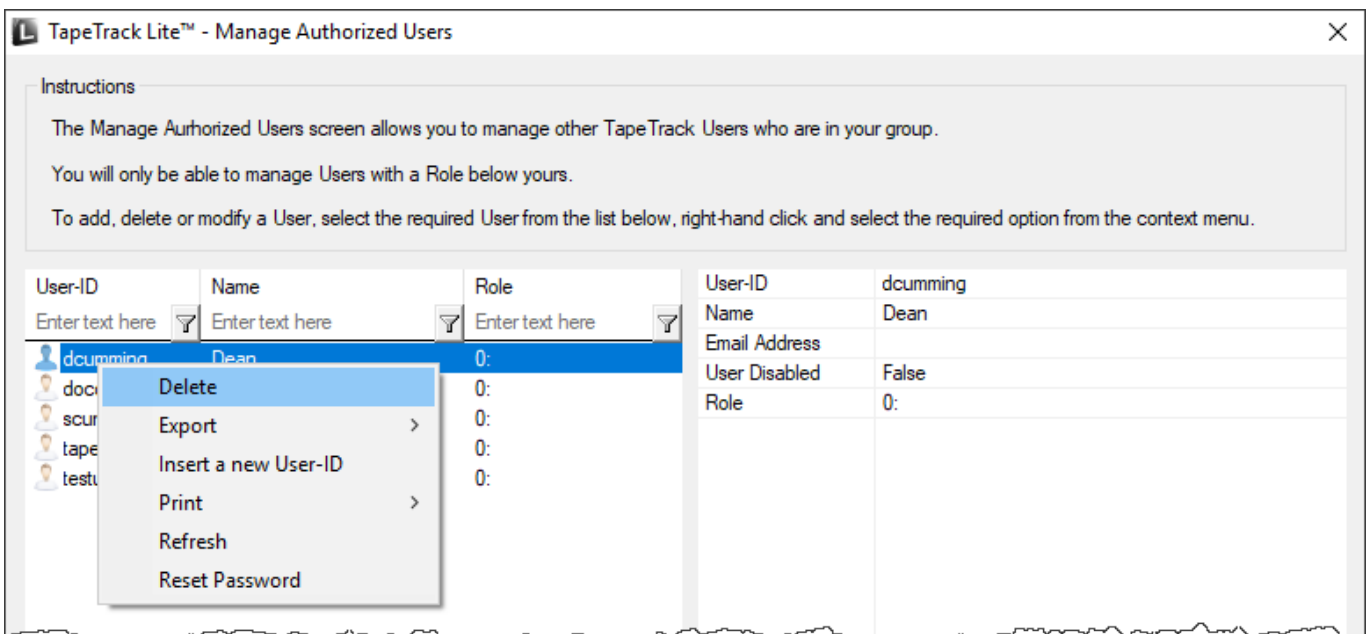 TapeTrack Lite™ - Manage Authorized Users
Instructions
The Manage Aurhorized Users screen allows you to manage other TapeTrack Users who are in your group.
You will only be able to manage Users with a Role below yours.
To add, delete or modify a User, select the required User from the list below, right-hand click and select the required option from the context menu.
User-ID Name Role
Enter text here Enter text here Enter text here
dcumming Dean 0:
0:
0:
0:
0:
Delete
Export
Insert a new User-ID
Print
Refresh
Reset Password
User-ID dcumming
Name Dean
Email Address
User Disabled False
Role 0: